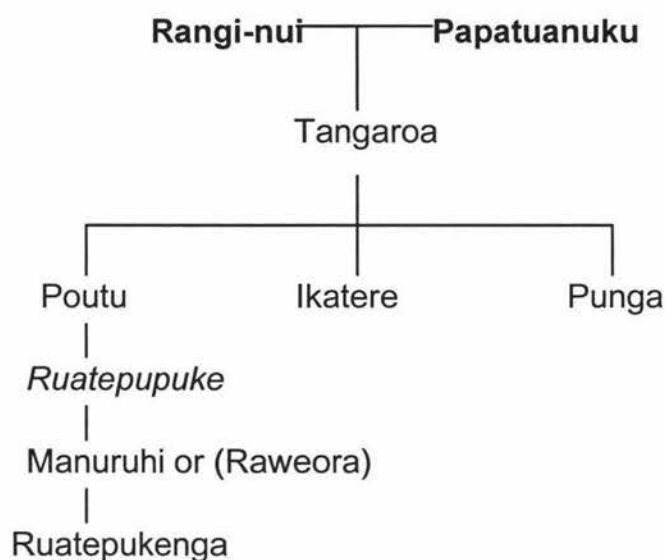 Rangi-nui Papatuanuku
Tangaroa
Poutu Ikatere Punga
Ruatepupuke
Manuruhi or (Raweora)
Ruatepukenga